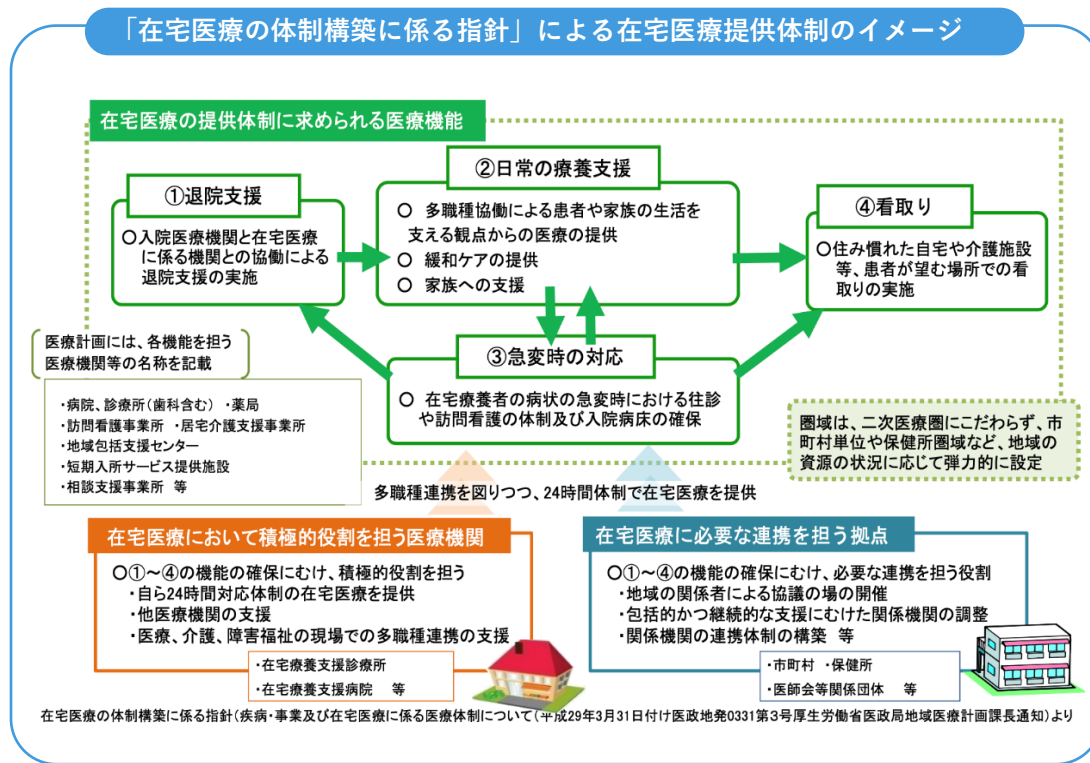 「在宅医療の体制構築に係る指針」による在宅医療提供体制のイメージ
在宅医療の提供体制に求められる医療機能
①退院支援
○入院医療機関と在宅医療
に係る機関との協働による
退院支援の実施
②日常の療養支援
○ 多職種協働による患者や家族の生活を
支える観点からの医療の提供
○ 緩和ケアの提供
○ 家族への支援
④看取り
○住み慣れた自宅や介護施設
等、患者が望む場所での看
取りの実施
③急変時の対応
○ 在宅療養者の病状の急変時における往診
や訪問看護の体制及び入院病床の確保
医療計画には、各機能を担う
医療機関等の名称を記載
・病院、診療所(歯科含む) ・薬局
・訪問看護事業所 ・居宅介護支援事業所
・地域包括支援センター
・短期入所サービス提供施設
・相談支援事業所 等
圏域は、二次医療圏にこだわらず、市
町村単位や保健所圏域など、地域の
資源の状況に応じて弾力的に設定
多職種連携を図りつつ、24時間体制で在宅医療を提供
在宅医療において積極的役割を担う医療機関
○①~④の機能の確保にむけ、積極的役割を担う
・自ら24時間対応体制の在宅医療を提供
・他医療機関の支援
・医療、介護、障害福祉の現場での多職種連携の支援
・在宅療養支援診療所
・在宅療養支援病院 等
在宅医療に必要な連携を担う拠点
○①~④の機能の確保にむけ、必要な連携を担う役割
・地域の関係者による協議の場の開催
・包括的かつ継続的な支援にむけた関係機関の調整
・関係機関の連携体制の構築 等
・市町村 ・保健所
・医師会等関係団体 等
在宅医療の体制構築に係る指針(疾病・事業及び在宅医療に係る医療体制について(平成29年3月31日付け医政地発0331第3号厚生労働省医政局地域医療計画課長通知)より